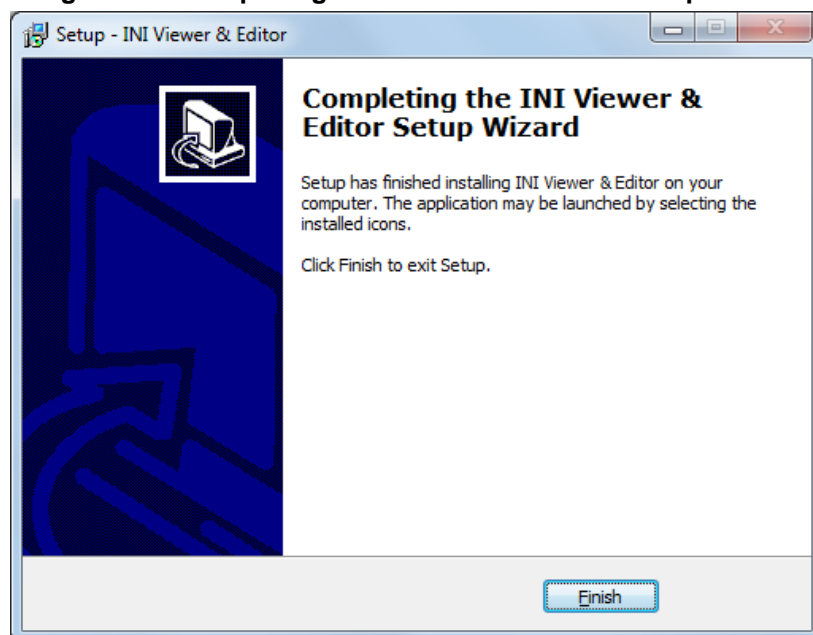 Setup - INI Viewer & Editor
Completing the INI Viewer &
Editor Setup Wizard
Setup has finished installing INI Viewer & Editor on your
computer. The application may be launched by selecting the
installed icons.
Click Finish to exit Setup.
Finish